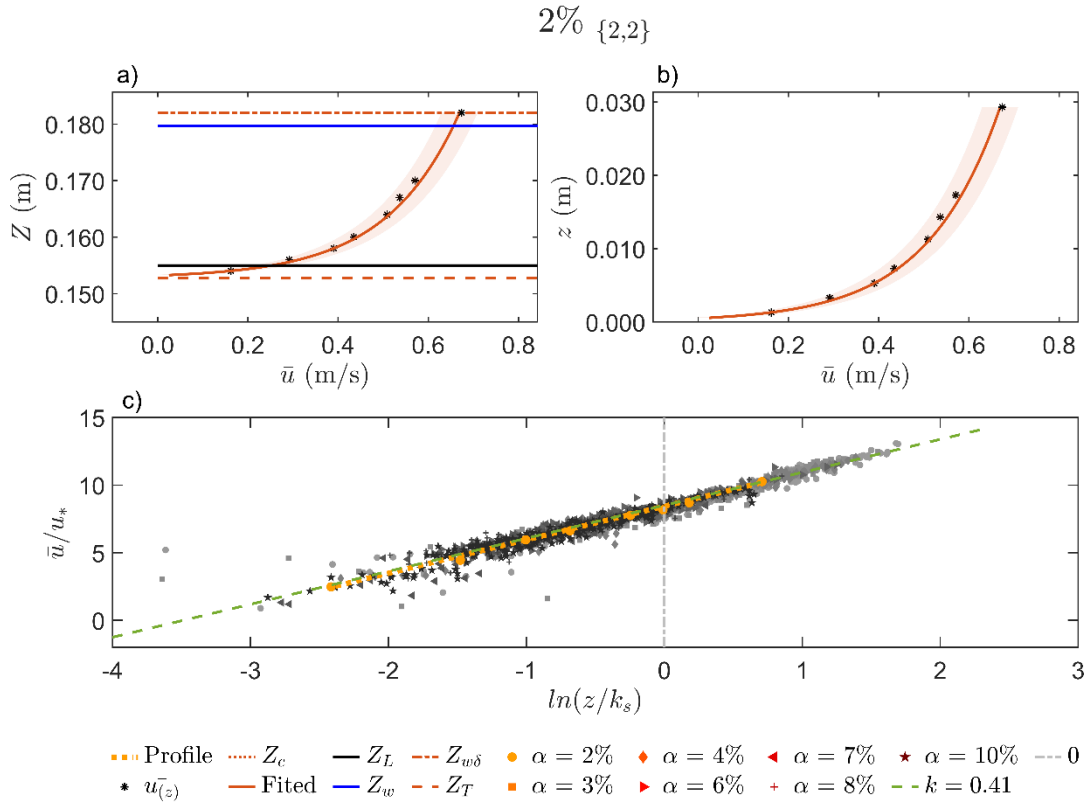 2% {2,2}
a)
b)
0.180
0.170
0.160
0.150
Z (m)
0.0 0.2 0.4 0.6 0.8
ū (m/s)
0.030
0.020
0.010
0.000
z (m)
0.0 0.2 0.4 0.6 0.8
ū (m/s)
c)
15
10
5
0
ū/u*
-4 -3 -2 -1 0 1 2 3
ln(z/ks)
Profile Zc ZL Zwδ α = 2% α = 4% α = 7% α = 10% 0
ū(z) Fited Zw ZT α = 3% α = 6% α = 8% k = 0.41